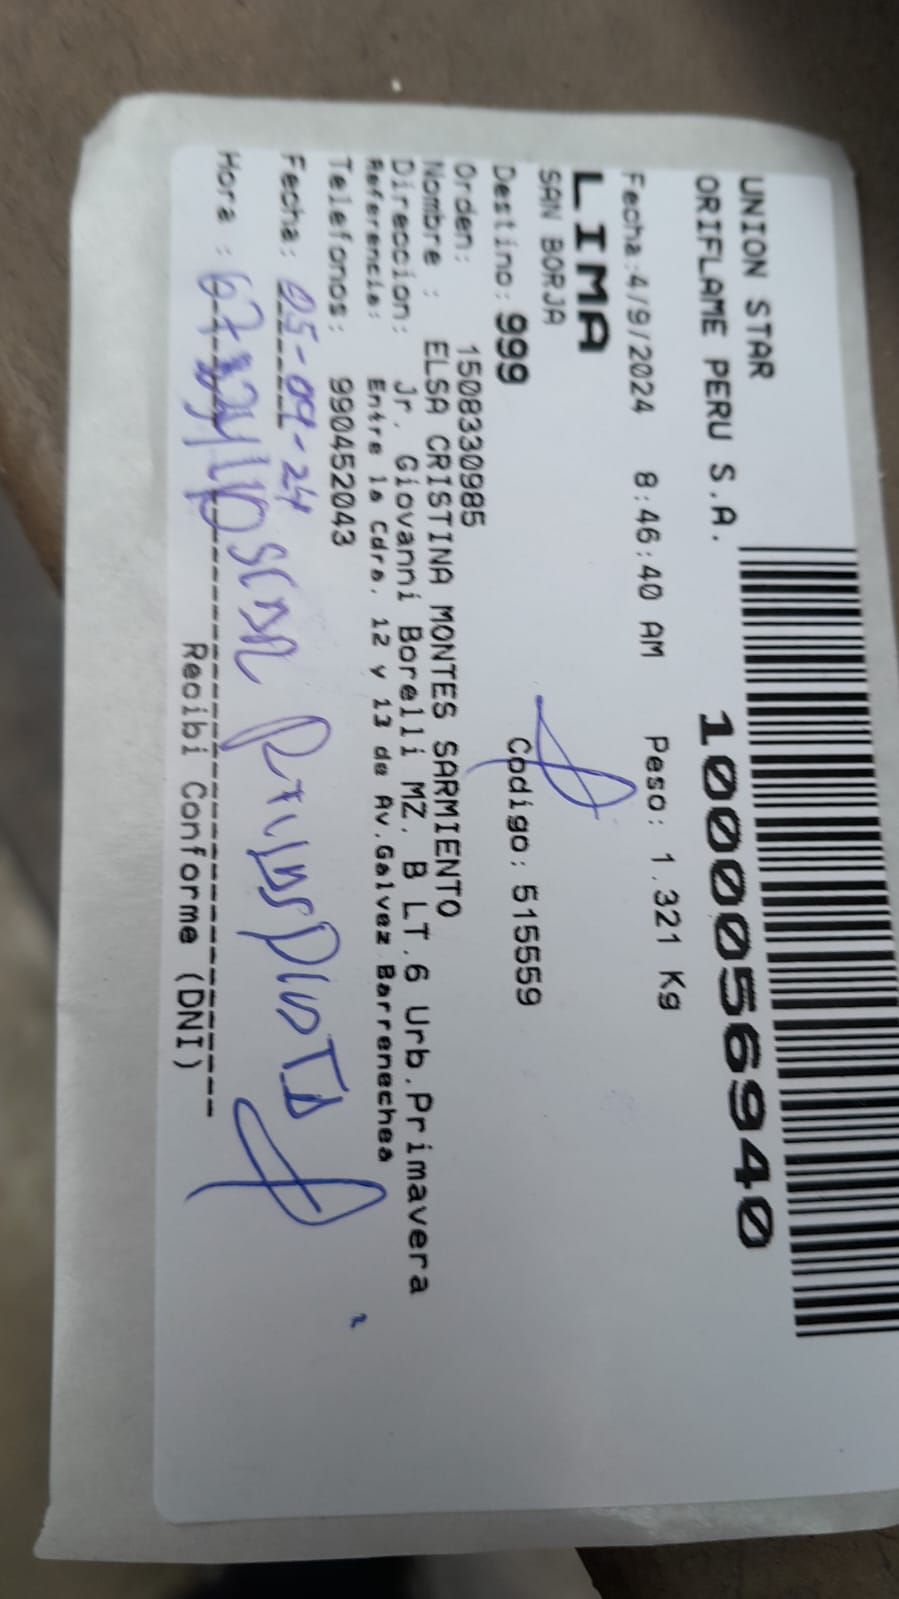 UNION STAR
ORIFLAME PERU S.A.
1000056940
Fecha:4/9/2024 8:46:40 AM Peso: 1.321 Kg
LIMA
SAN BORJA
Destino: 999 Codigo: 515559
Orden: 1508330985
Nombre : ELSA CRISTINA MONTES SARMIENTO
Direccion: Jr. Giovanni Borelli MZ. B LT.6 Urb.Primavera
Referencia: Entre la Cdra. 12 y 13 de Av.Galvez Barrenechea
Telefonos: 990452043
Fecha: 05-09-24
Hora :
Recibi Conforme (DNI)